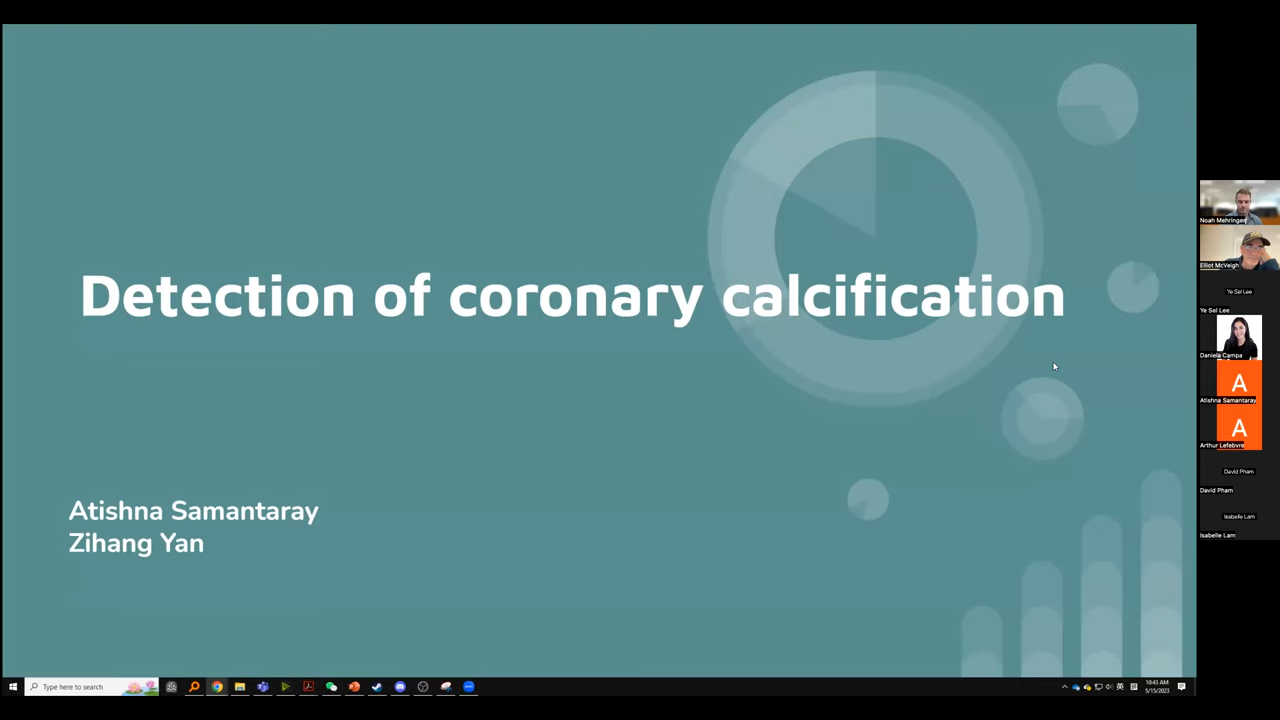 Detection of coronary calcification
Atishna Samantaray
Zihang Yan
Noah Mehringer
Elliot McVeigh
Ye Sel Lee
Ye Sel Lee
Daniela Campa
A
Atishna Samantaray
A
Arthur Lefebvre
David Pham
David Pham
Isabelle Lam
Isabelle Lam
Type here to search
英
10:43 AM
5/15/2023